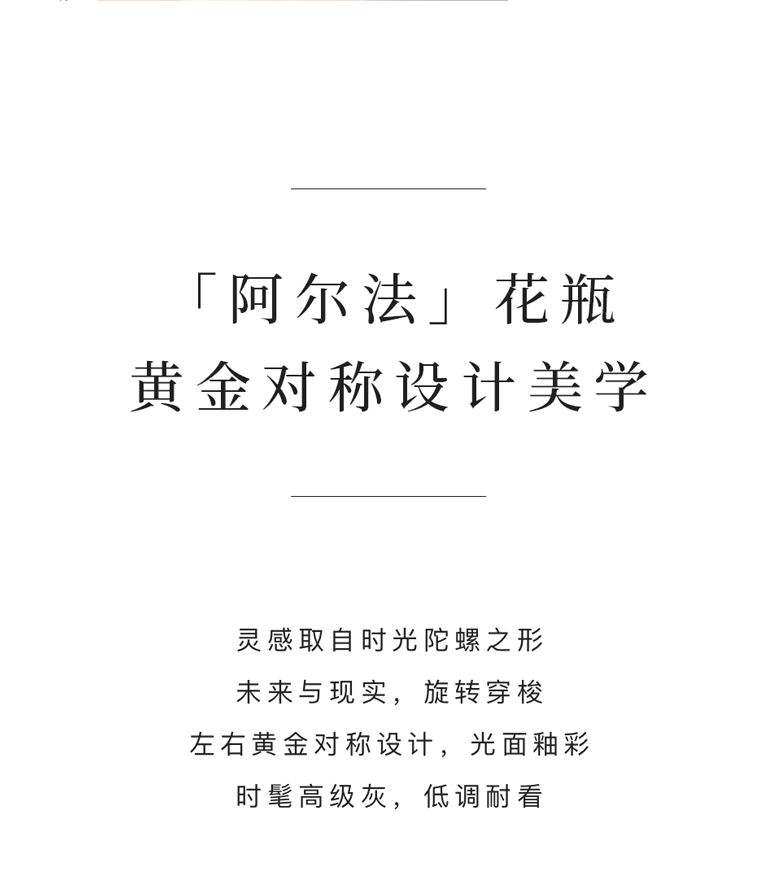 「阿尔法」花瓶
黄金对称设计美学
灵感取自时光陀螺之形
未来与现实，旋转穿梭
左右黄金对称设计，光面釉彩
时髦高级灰，低调耐看